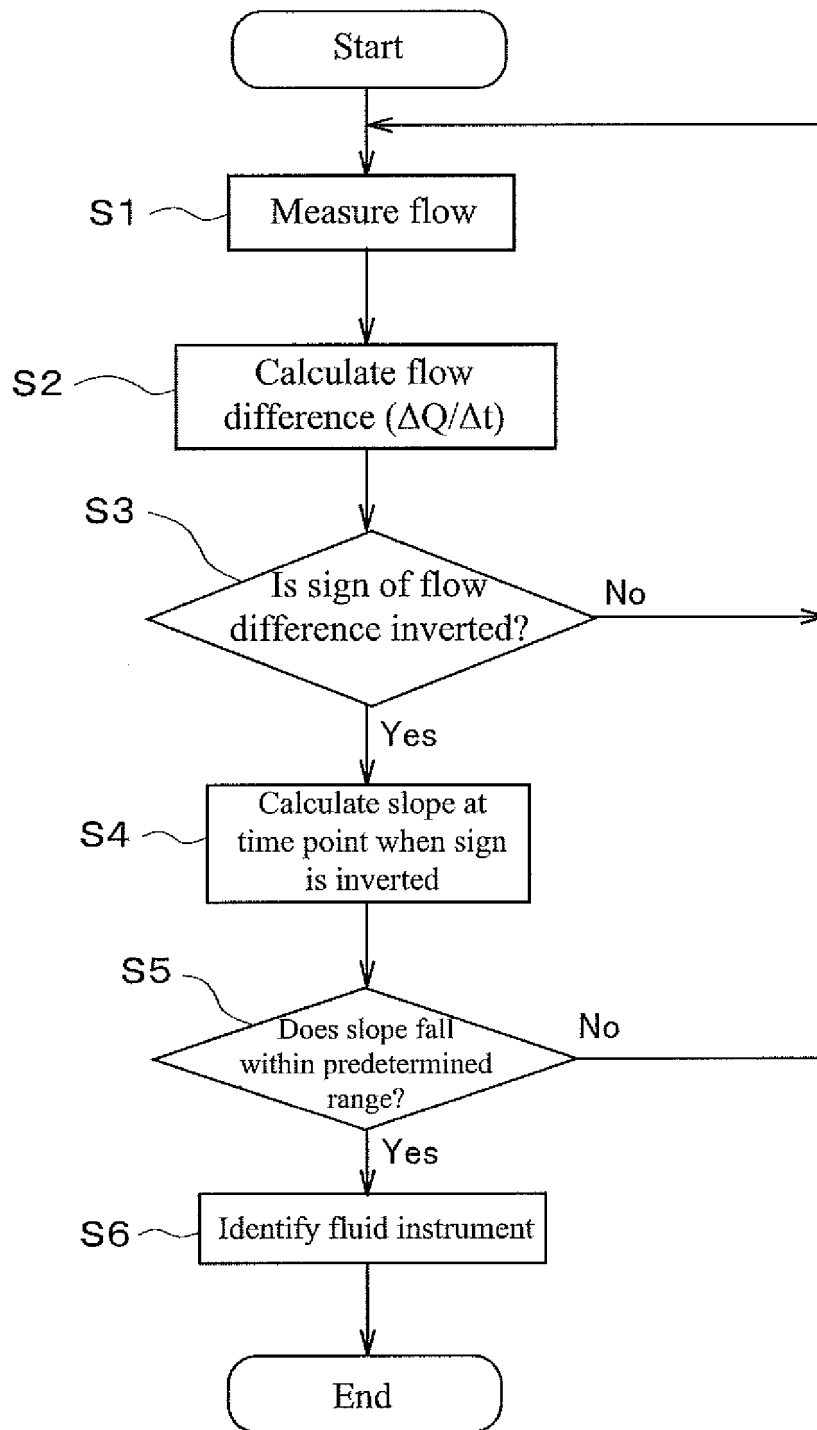 Start
S1
Measure flow
S2
Calculate flow
difference (ΔQ/Δt)
S3
Is sign of flow
difference inverted?
No
Yes
S4
Calculate slope at
time point when sign
is inverted
S5
Does slope fall
within predetermined
range?
No
Yes
S6
Identify fluid instrument
End